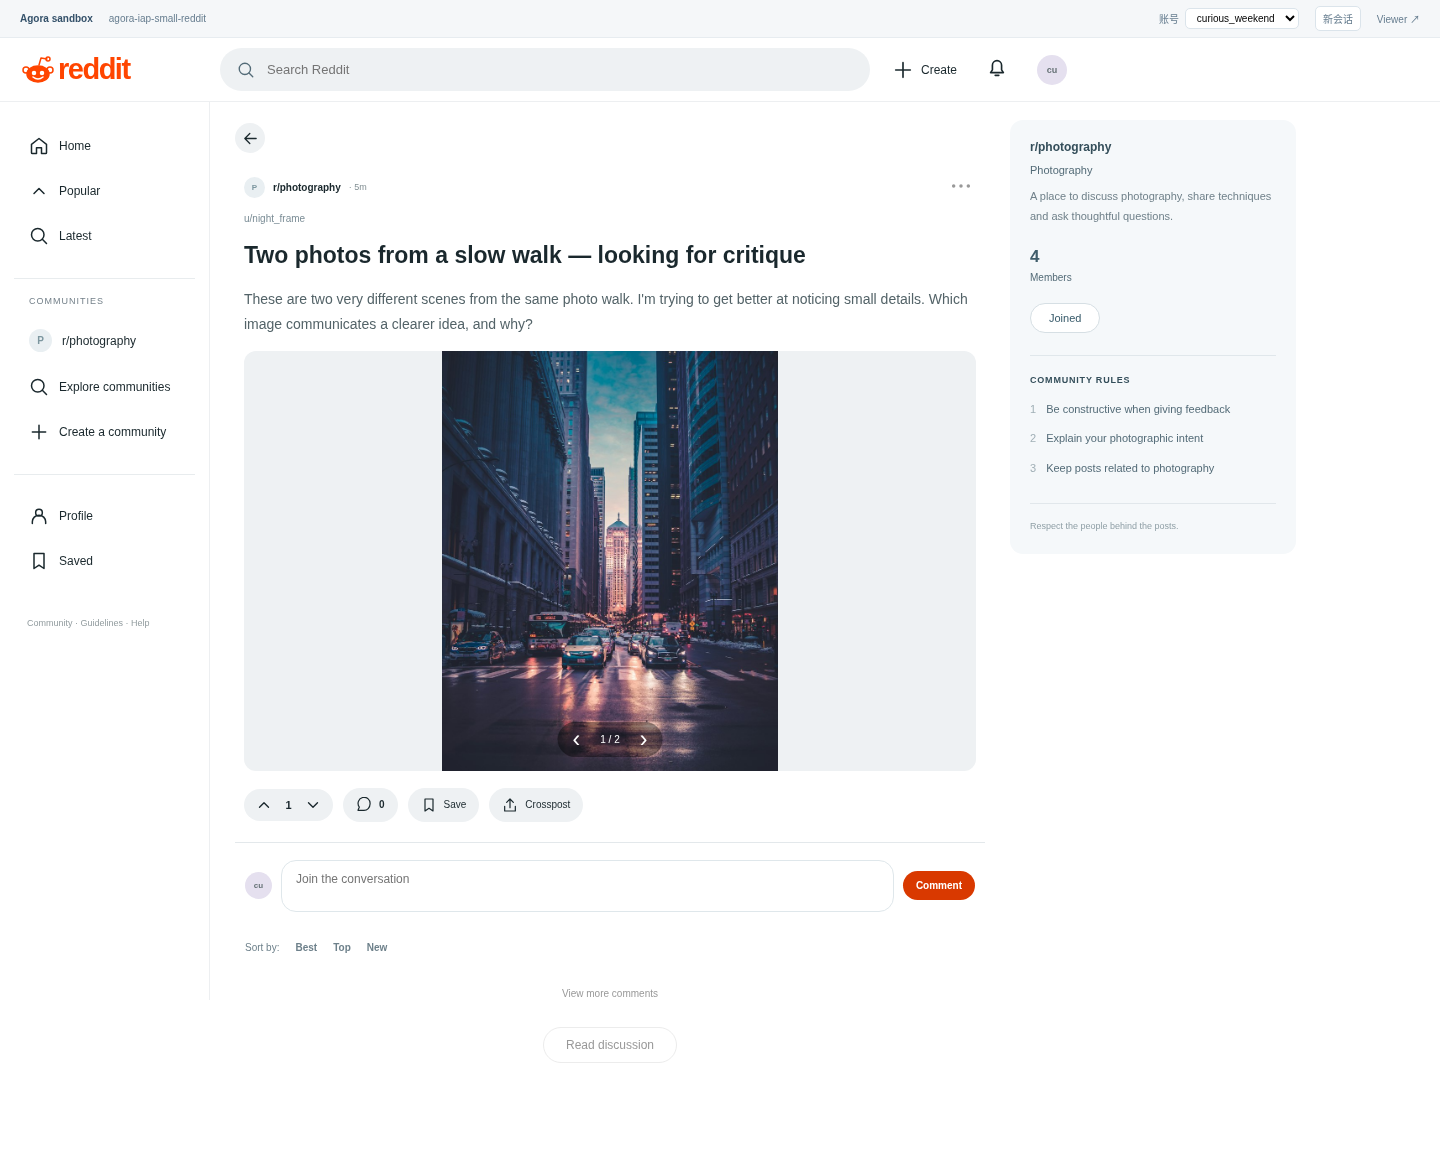 Agora sandbox agora-iap-small-reddit 账号 curious_weekend 新会话 Viewer ↗
reddit Search Reddit Create cu
Home
Popular
Latest
COMMUNITIES
P r/photography
Explore communities
Create a community
Profile
Saved
Community · Guidelines · Help
P r/photography · 5m
u/night_frame
Two photos from a slow walk — looking for critique
These are two very different scenes from the same photo walk. I'm trying to get better at noticing small details. Which
image communicates a clearer idea, and why?
1 / 2
1 0 Save Crosspost
cu Join the conversation Comment
Sort by: Best Top New
View more comments
Read discussion
r/photography
Photography
A place to discuss photography, share techniques
and ask thoughtful questions.
4
Members
Joined
COMMUNITY RULES
1 Be constructive when giving feedback
2 Explain your photographic intent
3 Keep posts related to photography
Respect the people behind the posts.